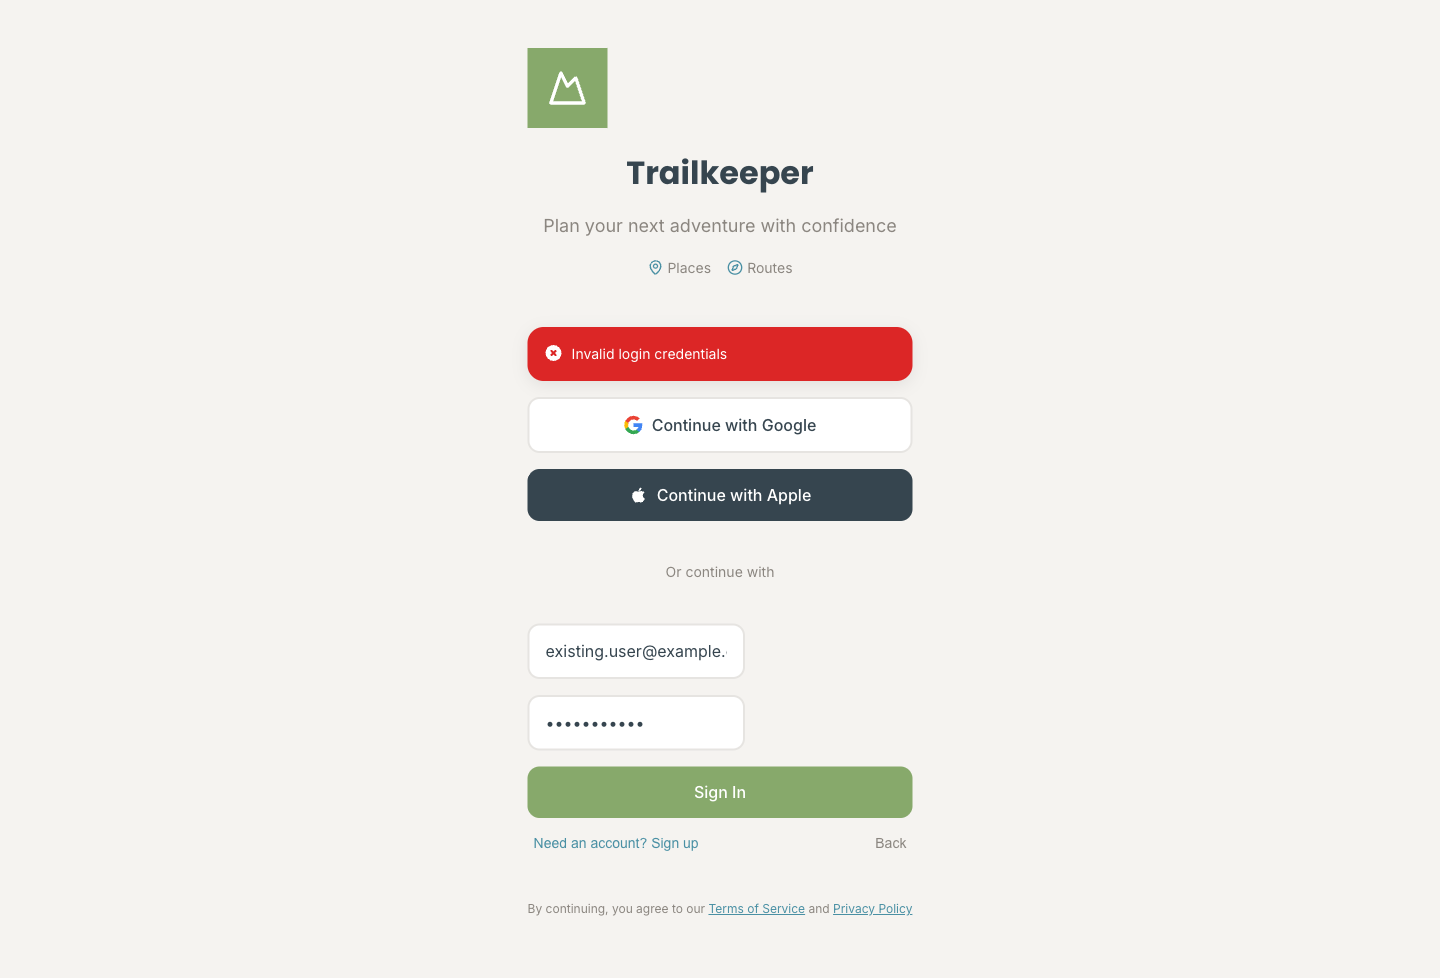 Trailkeeper
Plan your next adventure with confidence
Places Routes
Invalid login credentials
Continue with Google
Continue with Apple
Or continue with
existing.user@example.
•••••••••••
Sign In
Need an account? Sign up Back
By continuing, you agree to our Terms of Service and Privacy Policy